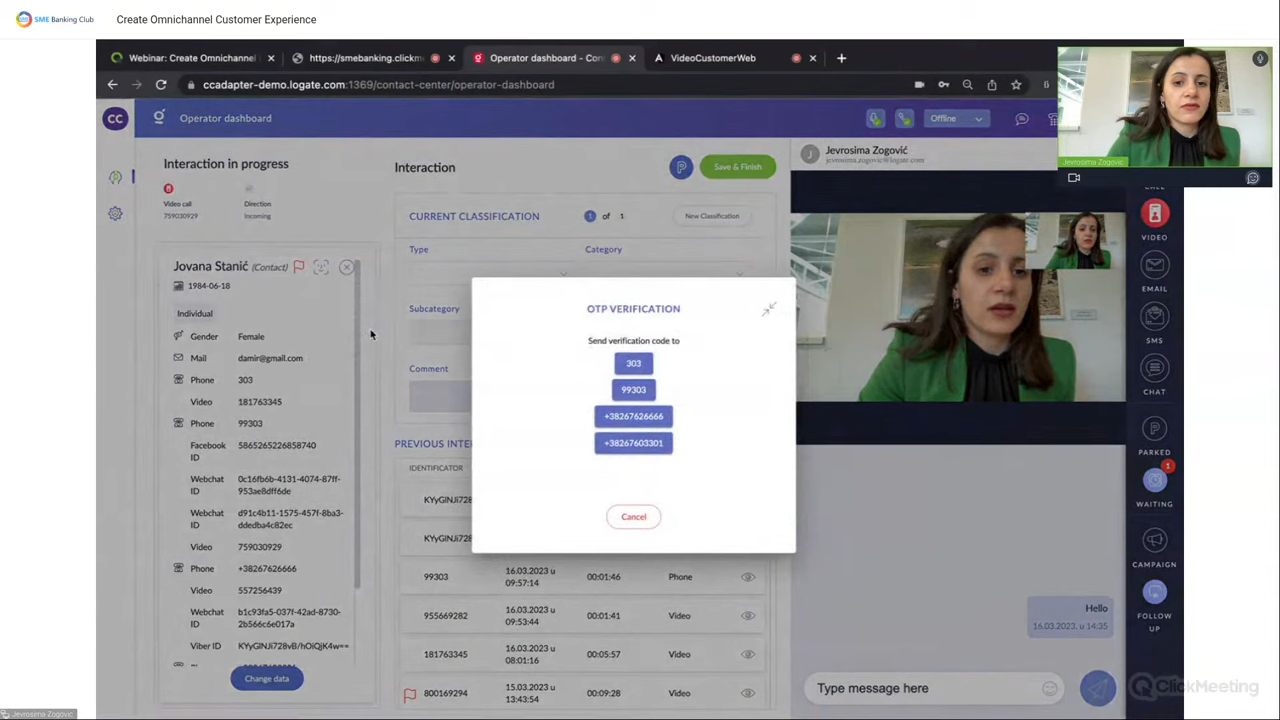 SME Banking Club
Create Omnichannel Customer Experience
Webinar: Create Omnichannel
https://smebanking.clickm
Operator dashboard - Con
VideoCustomerWeb
ccadapter-demo.logate.com:1369/contact-center/operator-dashboard
CC
Operator dashboard
Offline
Jevrosima Zogović
jevrosima.zogovic@logate.com
Jevrosima Zogovic
Interaction in progress
Video call
759030929
Direction
Incoming
Interaction
Save & Finish
CURRENT CLASSIFICATION
1 of 1
New Classification
Type
Category
Subcategory
Comment
Jovana Stanić (Contact)
1984-06-18
Individual
Gender Female
Mail damir@gmail.com
Phone 303
Video 181763345
Phone 99303
Facebook ID 5865265226858740
Webchat ID 0c16fb6b-4131-4074-87ff-
953ae8dff6de
Webchat ID d91c4b11-1575-457f-8ba3-
ddedba4c82ec
Video 759030929
Phone +38267626666
Video 557256439
Webchat ID b1c93fa5-037f-42ad-8730-
2b566c6e017a
Viber ID KYyGlNJi728vB/hOiQjK4w==
Change data
OTP VERIFICATION
Send verification code to
303
99303
+38267626666
+38267603301
Cancel
PREVIOUS INTE
IDENTIFICATOR
KYyGlNJi728
KYyGlNJi728
99303 16.03.2023 u 09:57:14 00:01:46 Phone
955669282 16.03.2023 u 09:53:44 00:01:41 Video
181763345 16.03.2023 u 08:01:16 00:05:57 Video
800169294 15.03.2023 u 13:43:54 00:09:28 Video
Hello
16.03.2023. u 14:35
Type message here
CALL
VIDEO
EMAIL
SMS
CHAT
PARKED
1
WAITING
CAMPAIGN
FOLLOW
UP
ClickMeeting
Jevrosima Zogovic